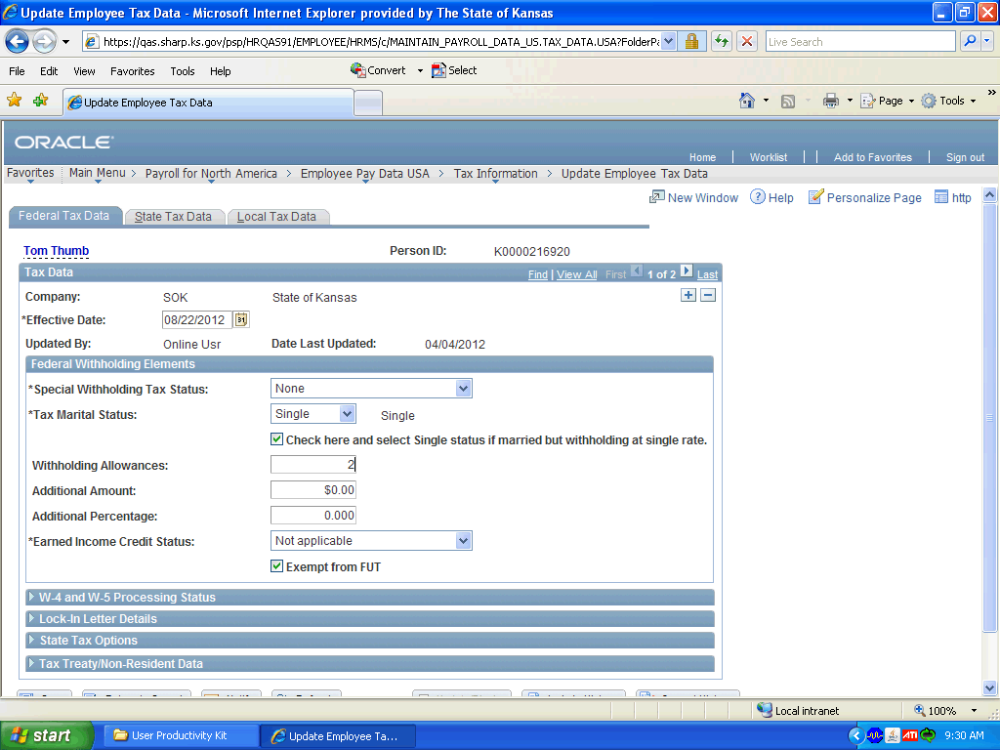 Update Employee Tax Data - Microsoft Internet Explorer provided by The State of Kansas
https://qas.sharp.ks.gov/psp/HRQAS91/EMPLOYEE/HRMS/c/MAINTAIN_PAYROLL_DATA_US.TAX_DATA.USA?FolderPa
Live Search
File Edit View Favorites Tools Help Convert Select
Update Employee Tax Data Page Tools »
ORACLE
Home Worklist Add to Favorites Sign out
Favorites Main Menu > Payroll for North America > Employee Pay Data USA > Tax Information > Update Employee Tax Data
New Window ? Help Personalize Page http
Federal Tax Data State Tax Data Local Tax Data
Tom Thumb Person ID: K0000216920
Tax Data Find | View All First 1 of 2 Last
Company: SOK State of Kansas
*Effective Date: 08/22/2012 31
Updated By: Online Usr Date Last Updated: 04/04/2012
Federal Withholding Elements
*Special Withholding Tax Status: None
*Tax Marital Status: Single Single
Check here and select Single status if married but withholding at single rate.
Withholding Allowances: 2
Additional Amount: $0.00
Additional Percentage: 0.000
*Earned Income Credit Status: Not applicable
Exempt from FUT
W-4 and W-5 Processing Status
Lock-In Letter Details
State Tax Options
Tax Treaty/Non-Resident Data
Local intranet 100%
start User Productivity Kit Update Employee Ta... ATI 9:30 AM